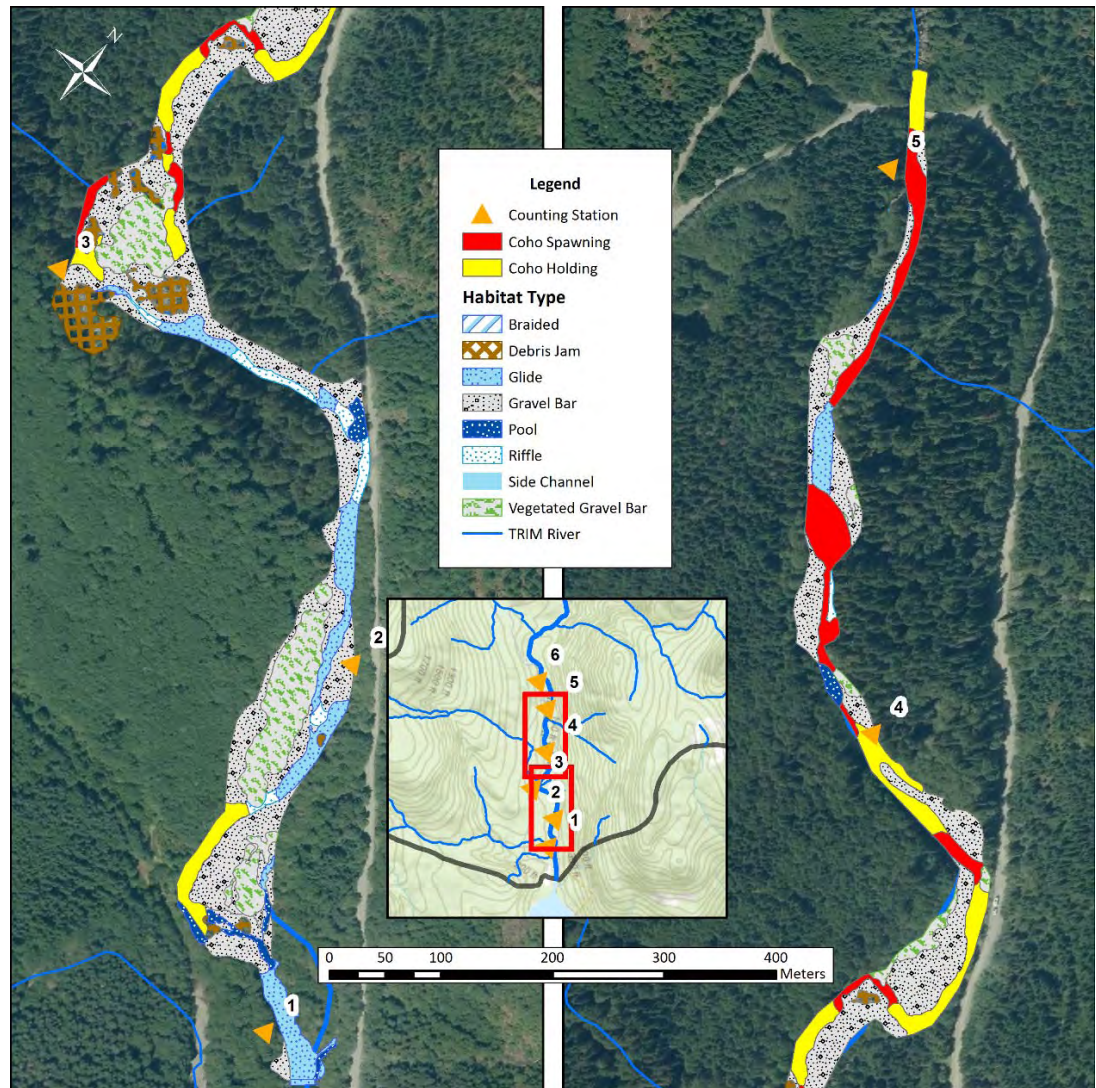 N
3
2
1
Legend
Counting Station
Coho Spawning
Coho Holding
Habitat Type
Braided
Debris Jam
Glide
Gravel Bar
Pool
Riffle
Side Channel
Vegetated Gravel Bar
TRIM River
5
4
6
5
4
3
2
1
0 50 100 200 300 400
Meters